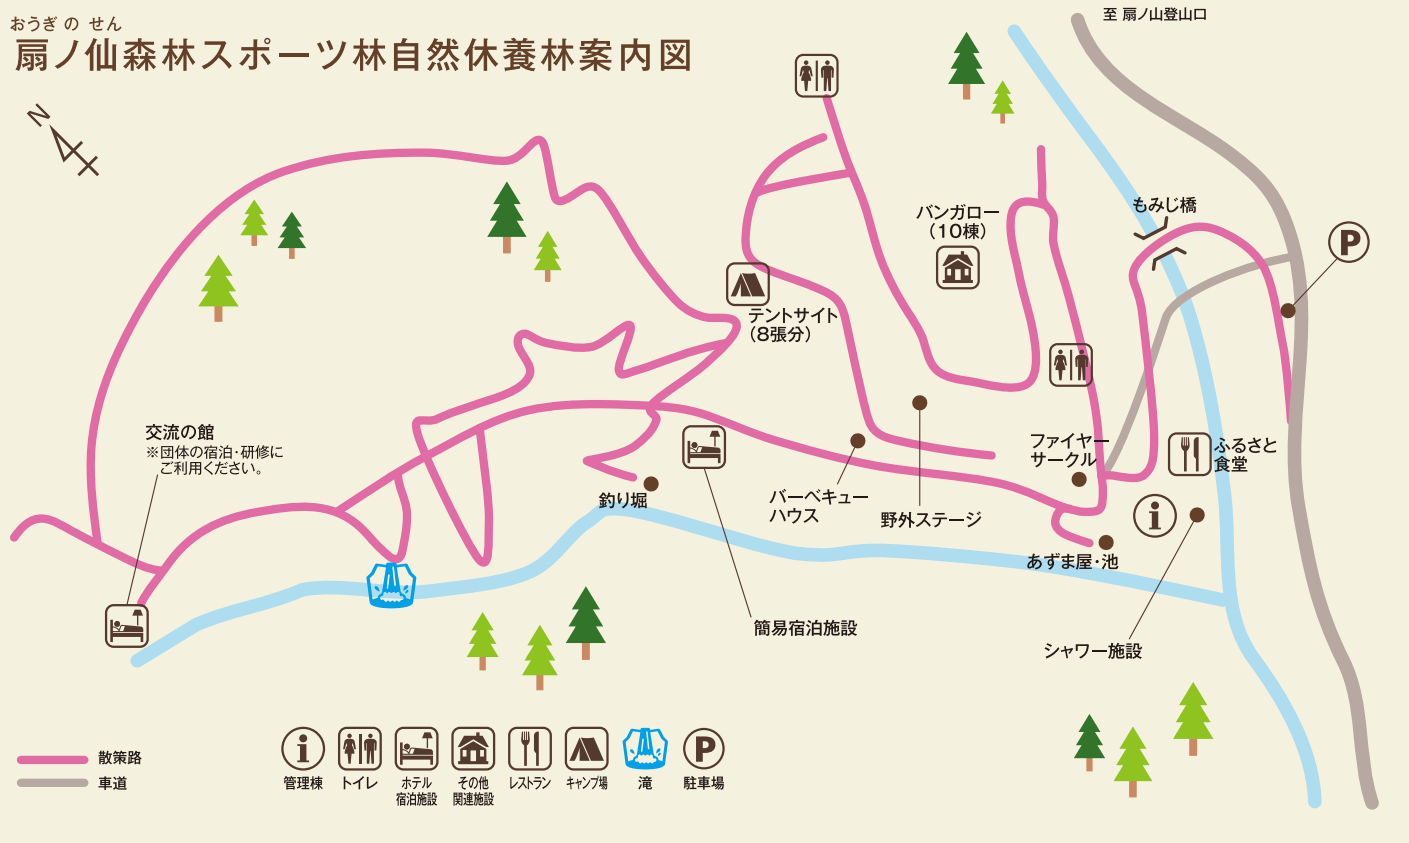 おうぎのせん
扇ノ仙森林スポーツ林自然休養林案内図
至 扇ノ山登山口
N
もみじ橋
P
バンガロー
（10棟）
テントサイト
（8張分）
交流の館
※団体の宿泊・研修に
ご利用ください。
ファイヤー
サークル
ふるさと
食堂
釣り堀
バーベキュー
ハウス
野外ステージ
i
あずま屋・池
簡易宿泊施設
シャワー施設
散策路
車道
i
管理棟
トイレ
ホテル
宿泊施設
その他
関連施設
レストラン
キャンプ場
滝
P
駐車場